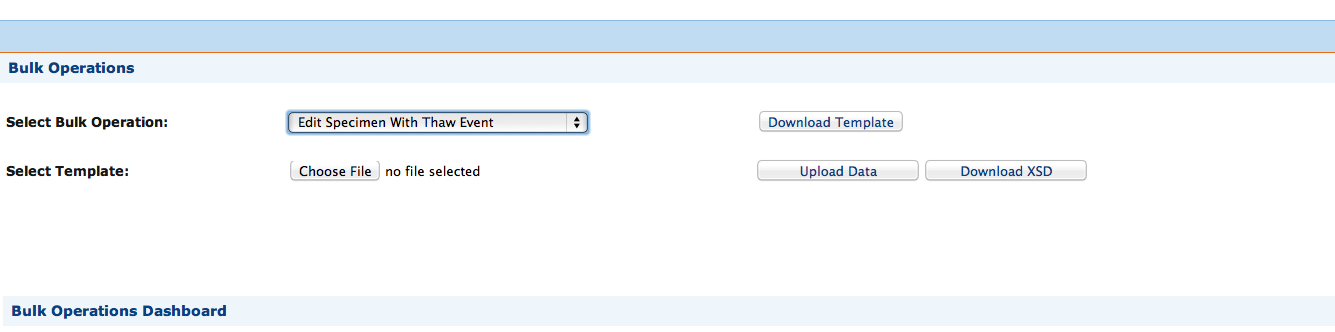 Bulk Operations
Select Bulk Operation: Edit Specimen With Thaw Event Download Template
Select Template: Choose File no file selected Upload Data Download XSD
Bulk Operations Dashboard